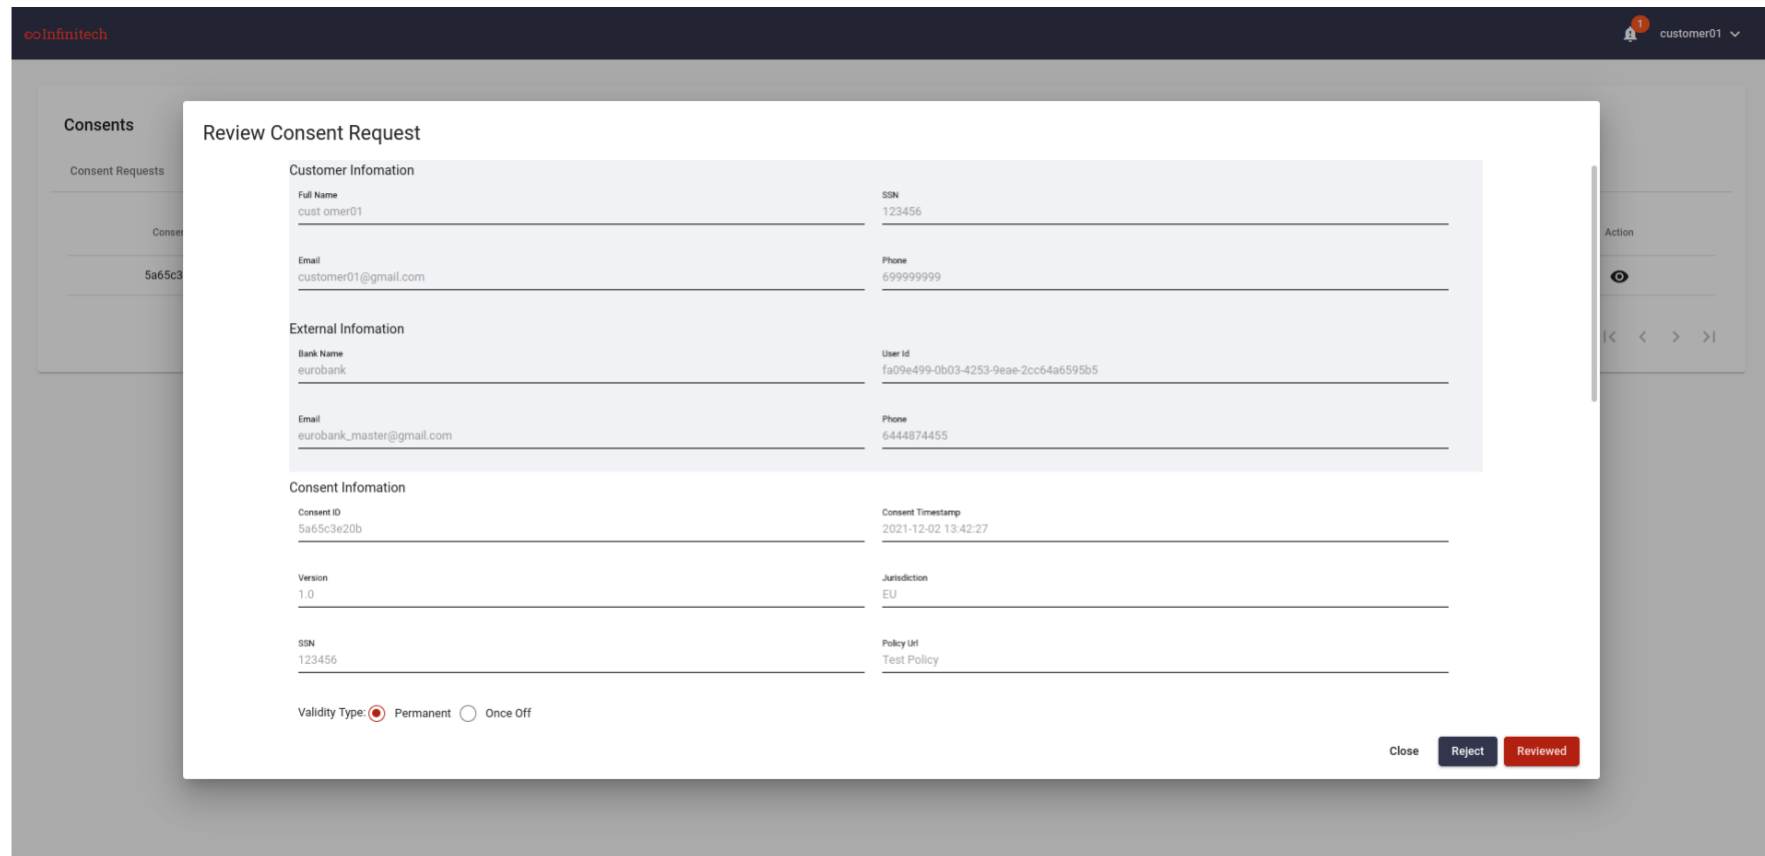 ∞Infinitech
1
customer01
Consents
Review Consent Request
Consent Requests
Customer Infomation
Full Name
SSN
cust omer01
123456
Action
Email
Phone
customer01@gmail.com
699999999
5a65c3
External Infomation
Bank Name
User Id
eurobank
fa09e499-0b03-4253-9eae-2cc64a6595b5
Email
Phone
eurobank_master@gmail.com
6444874455
Consent Infomation
Consent ID
Consent Timestamp
5a65c3e20b
2021-12-02 13:42:27
Version
Jurisdiction
1.0
EU
SSN
Policy Url
123456
Test Policy
Validity Type: Permanent Once Off
Close Reject Reviewed